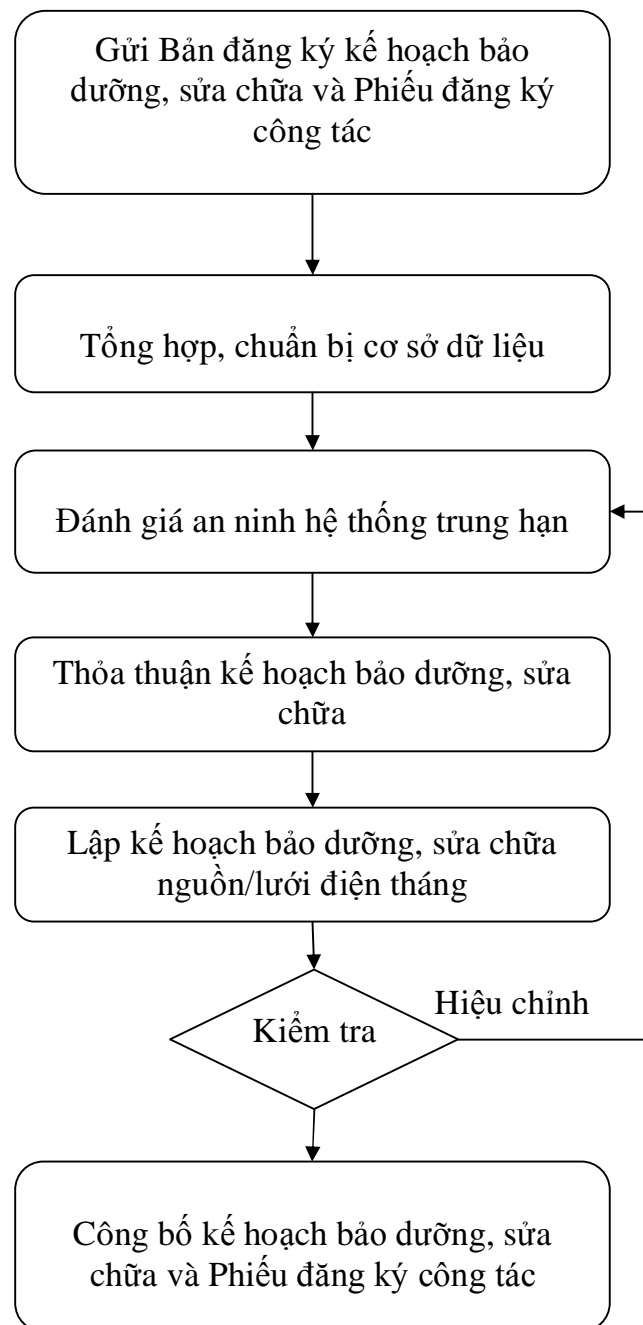 Gửi Bản đăng ký kế hoạch bảo
dưỡng, sửa chữa và Phiếu đăng ký
công tác
Tổng hợp, chuẩn bị cơ sở dữ liệu
Đánh giá an ninh hệ thống trung hạn
Thỏa thuận kế hoạch bảo dưỡng, sửa
chữa
Lập kế hoạch bảo dưỡng, sửa chữa
nguồn/lưới điện tháng
Hiệu chỉnh
Kiểm tra
Công bố kế hoạch bảo dưỡng, sửa
chữa và Phiếu đăng ký công tác